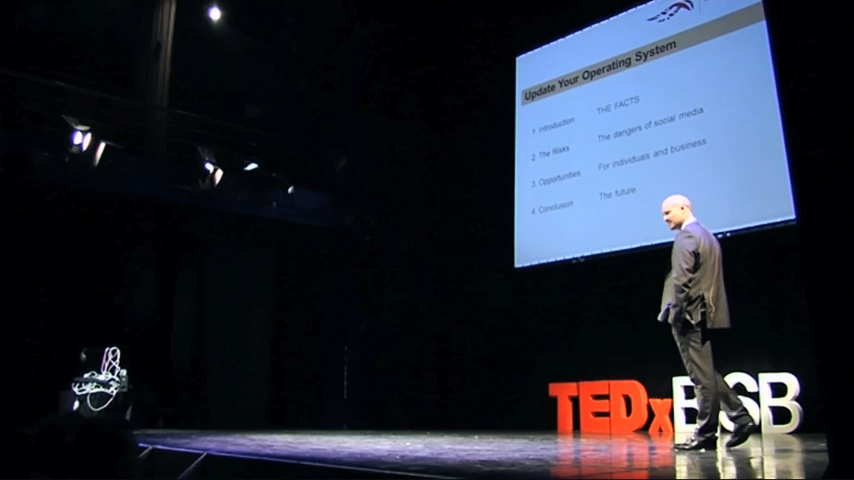 Update Your Operating System
1. Introduction THE FACTS
2. The Risks The dangers of social media
3. Opportunities For individuals and business
4. Conclusion The future
TEDxBSB